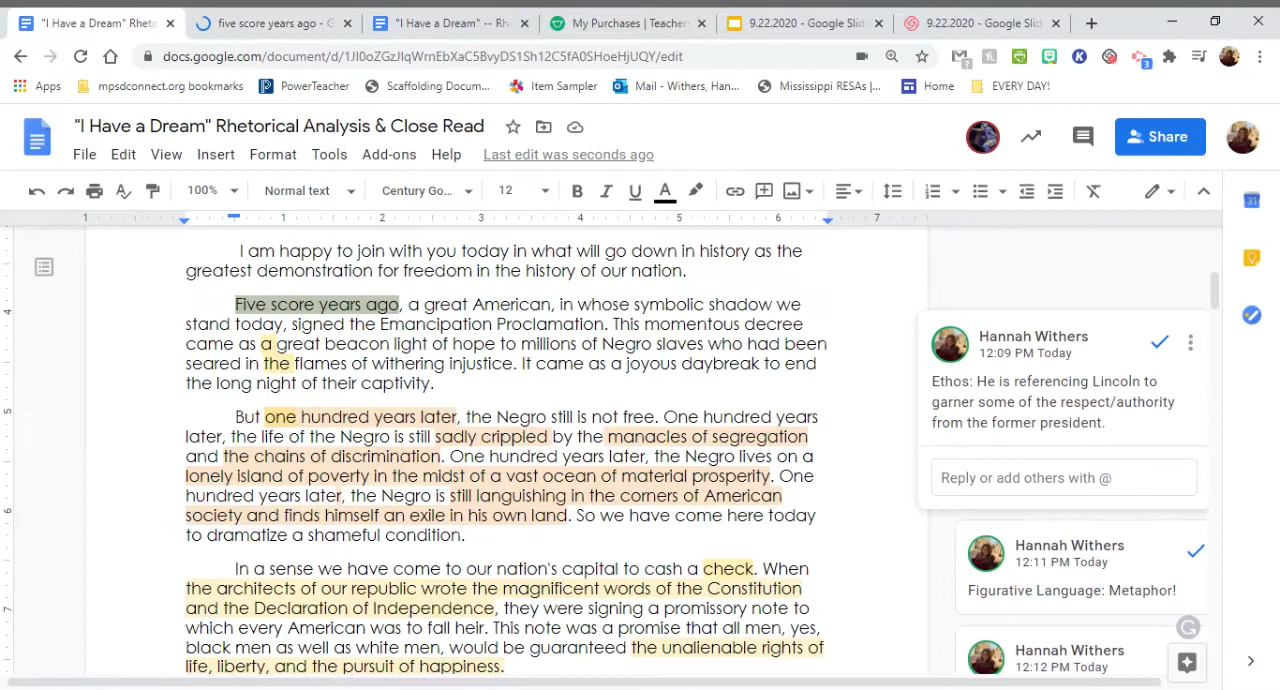 "I Have a Dream" Rheto
five score years ago - G
"I Have a Dream" -- Rh
My Purchases | Teacher
9.22.2020 - Google Slid
9.22.2020 - Google Slid
docs.google.com/document/d/1JI0oZGzJIqWrnEbXaC5BvyDS1Sh12C5fA0SHoeHjUQY/edit
Apps
mpsdconnect.org bookmarks
PowerTeacher
Scaffolding Docum...
Item Sampler
Mail - Withers, Han...
Mississippi RESAs |...
Home
EVERY DAY!
"I Have a Dream" Rhetorical Analysis & Close Read
Share
File Edit View Insert Format Tools Add-ons Help Last edit was seconds ago
100% Normal text Century Go... 12 B I U A
1 1 2 3 4 5 6 7
I am happy to join with you today in what will go down in history as the
greatest demonstration for freedom in the history of our nation.
Five score years ago, a great American, in whose symbolic shadow we
stand today, signed the Emancipation Proclamation. This momentous decree
came as a great beacon light of hope to millions of Negro slaves who had been
seared in the flames of withering injustice. It came as a joyous daybreak to end
the long night of their captivity.
But one hundred years later, the Negro still is not free. One hundred years
later, the life of the Negro is still sadly crippled by the manacles of segregation
and the chains of discrimination. One hundred years later, the Negro lives on a
lonely island of poverty in the midst of a vast ocean of material prosperity. One
hundred years later, the Negro is still languishing in the corners of American
society and finds himself an exile in his own land. So we have come here today
to dramatize a shameful condition.
In a sense we have come to our nation's capital to cash a check. When
the architects of our republic wrote the magnificent words of the Constitution
and the Declaration of Independence, they were signing a promissory note to
which every American was to fall heir. This note was a promise that all men, yes,
black men as well as white men, would be guaranteed the unalienable rights of
life, liberty, and the pursuit of happiness.
Hannah Withers
12:09 PM Today
Ethos: He is referencing Lincoln to
garner some of the respect/authority
from the former president.
Reply or add others with @
Hannah Withers
12:11 PM Today
Figurative Language: Metaphor!
Hannah Withers
12:12 PM Today